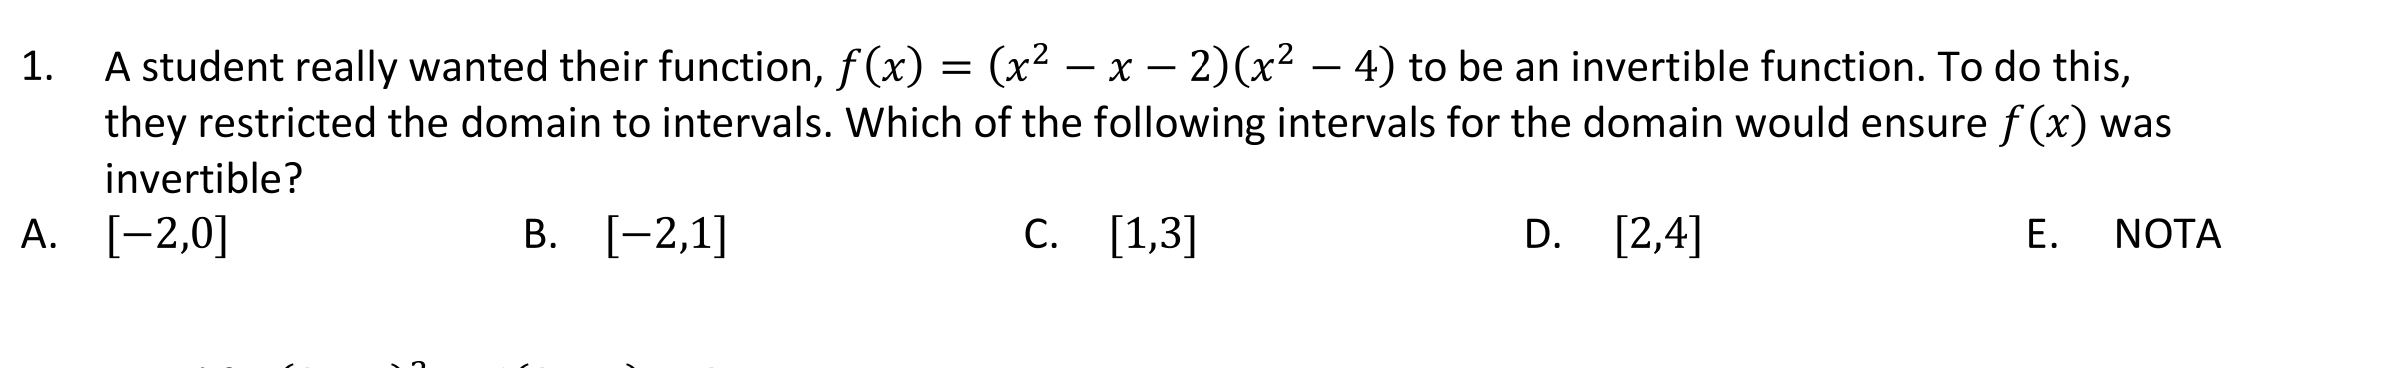 1. A student really wanted their function, f(x) = (x² − x − 2)(x² − 4) to be an invertible function. To do this,
they restricted the domain to intervals. Which of the following intervals for the domain would ensure f(x) was
invertible?
A. [−2,0] B. [−2,1] C. [1,3] D. [2,4] E. NOTA